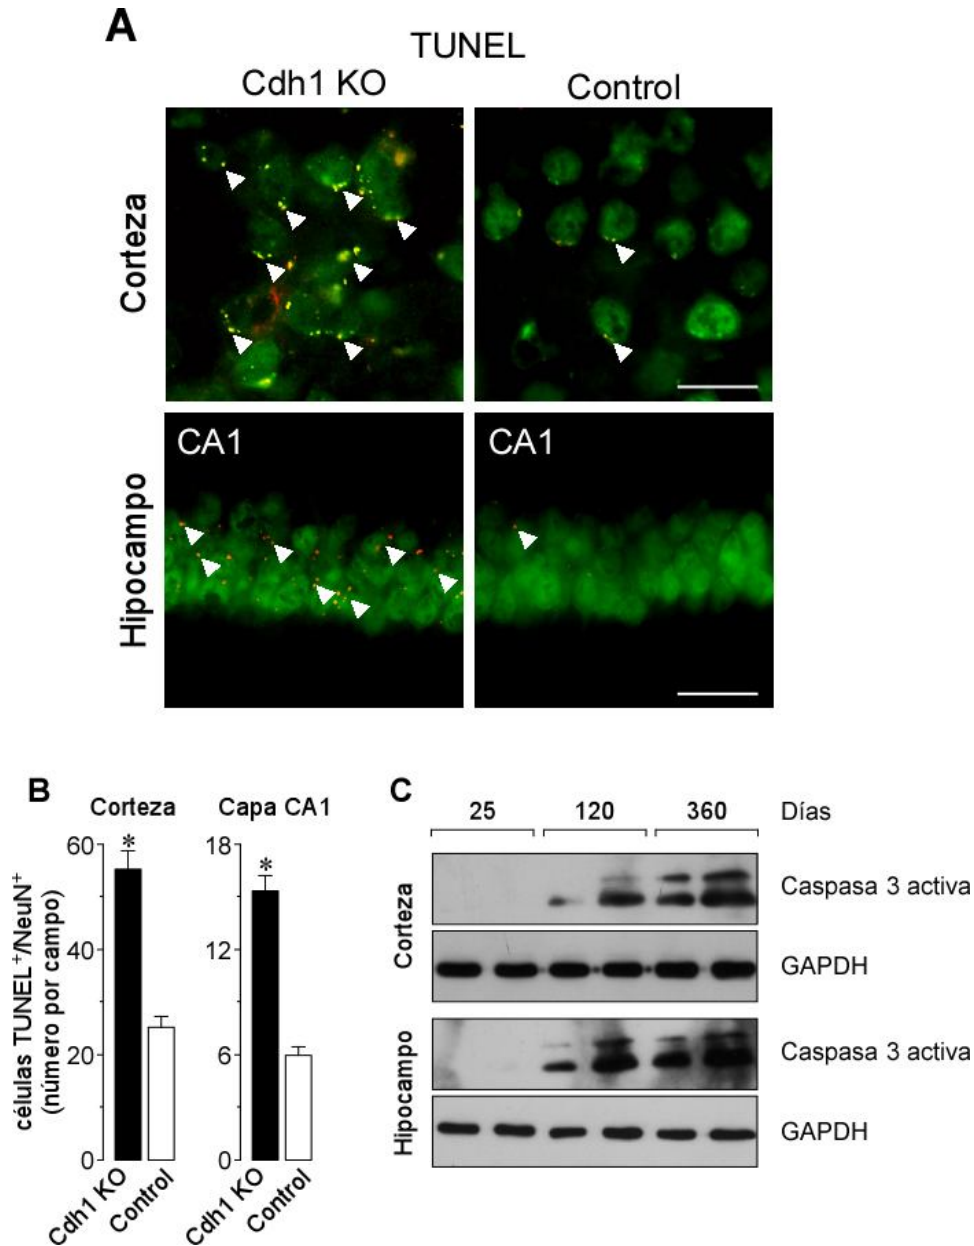 A
TUNEL
Cdh1 KO
Control
Corteza
Hipocampo
CA1
CA1
B
Corteza
Capa CA1
células TUNEL⁺/NeuN⁺
(número por campo)
60
40
20
0
*
Cdh1 KO
Control
18
12
6
0
*
Cdh1 KO
Control
C
25 120 360 Días
Corteza
Caspasa 3 activa
GAPDH
Hipocampo
Caspasa 3 activa
GAPDH